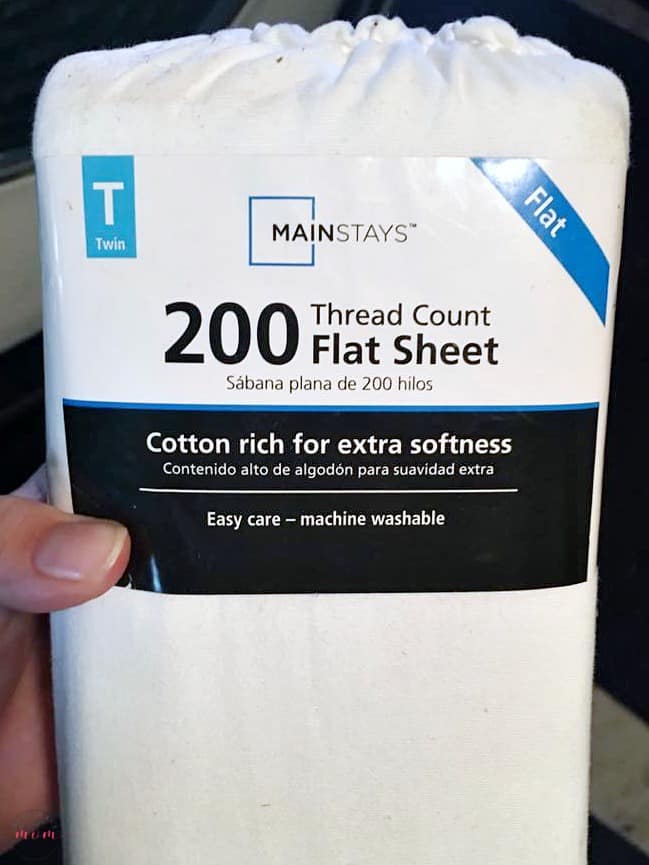 T
Twin
MAINSTAYS™
Flat
200 Thread Count
Flat Sheet
Sábana plana de 200 hilos
Cotton rich for extra softness
Contenido alto de algodón para suavidad extra
Easy care – machine washable
mom